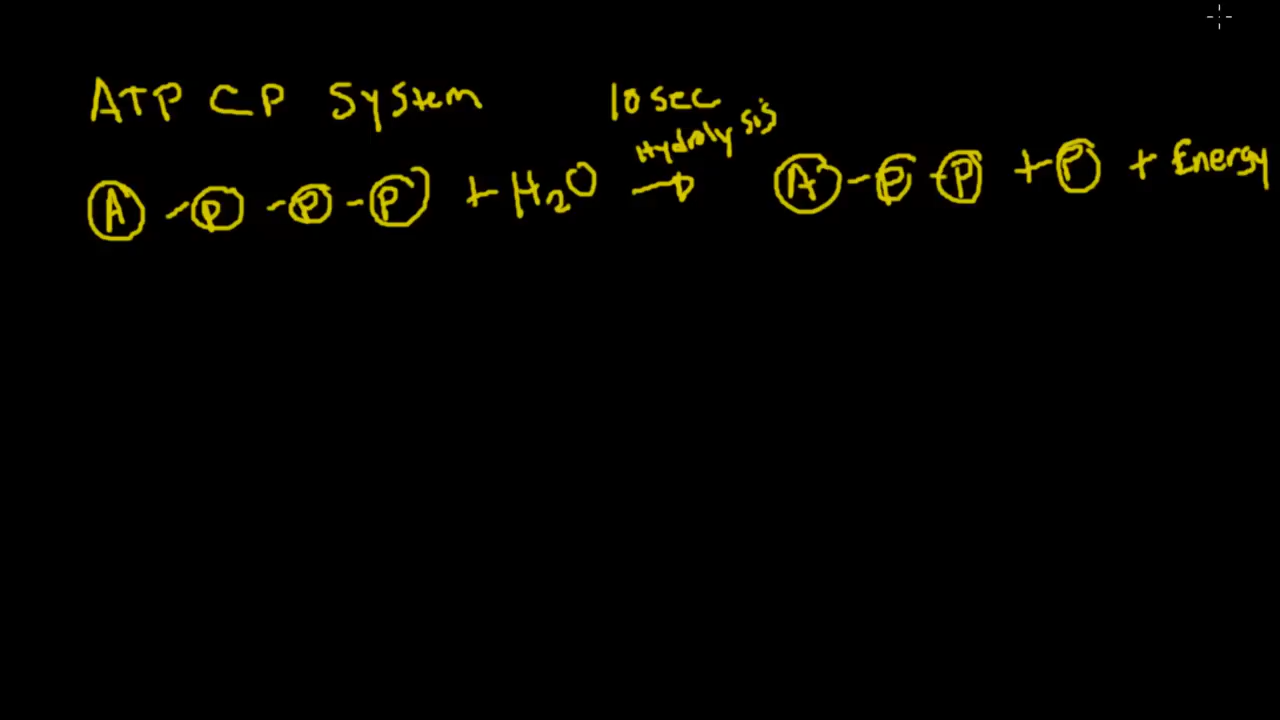 ATP CP System 10 sec
Hydrolysis
A - P - P - P + H₂O → A - P - P + P + Energy